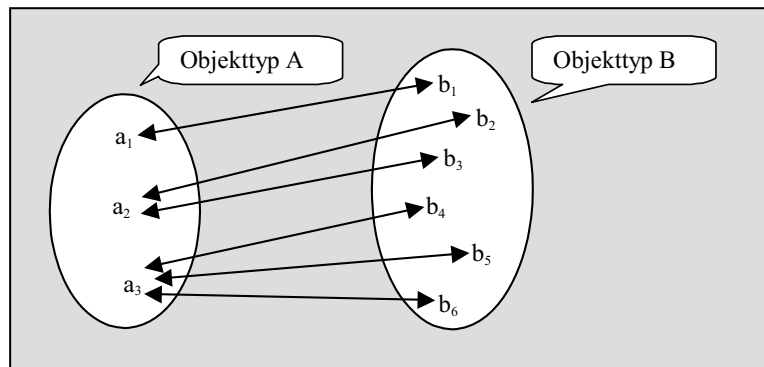 Objekttyp A
Objekttyp B
a₁
a₂
a₃
b₁
b₂
b₃
b₄
b₅
b₆